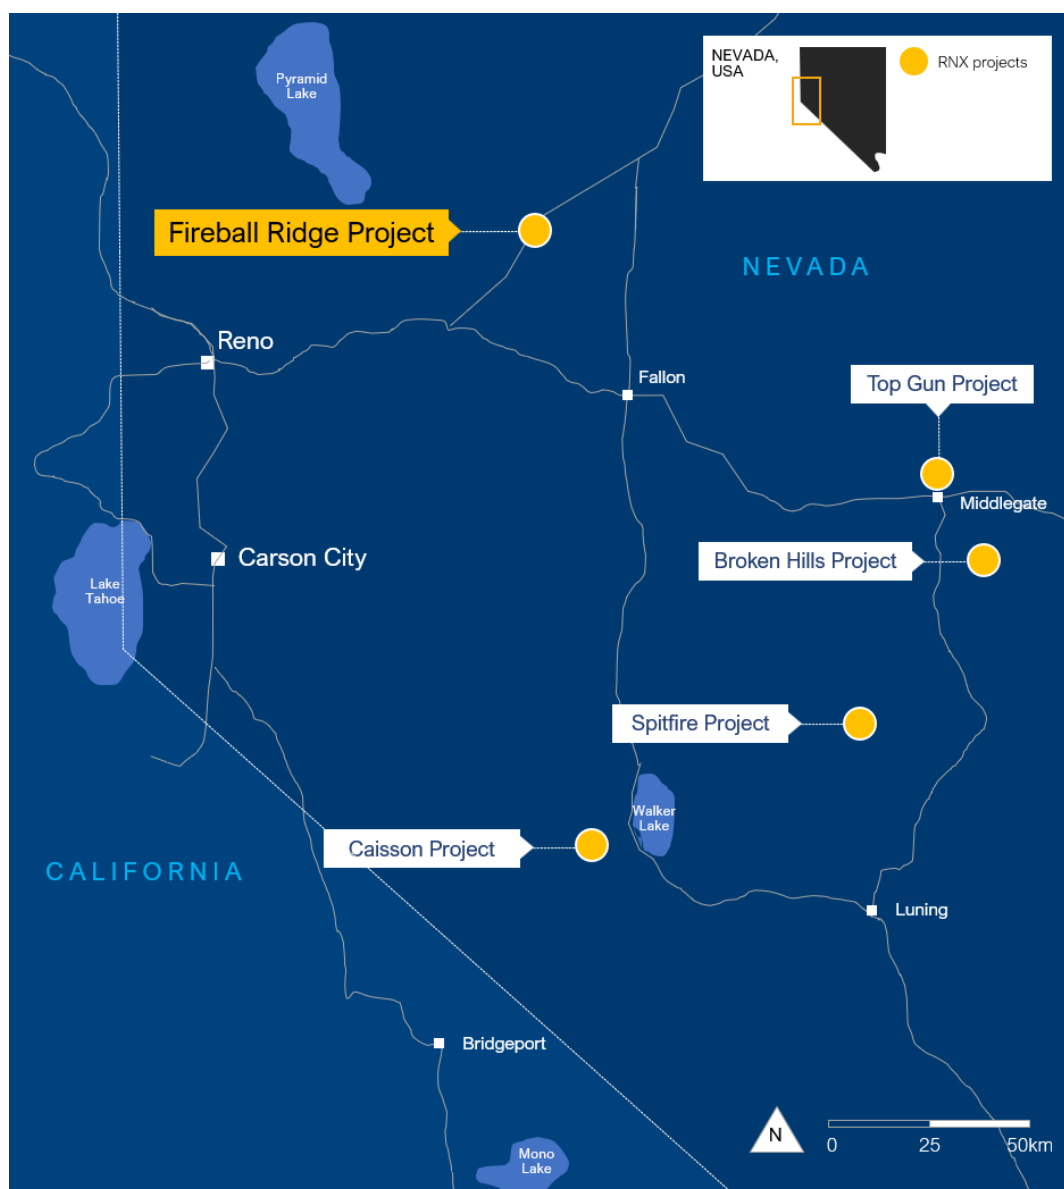 NEVADA,
USA
RNX projects
Pyramid
Lake
Fireball Ridge Project
NEVADA
Reno
Fallon
Top Gun Project
Middlegate
Carson City
Broken Hills Project
Lake
Tahoe
Spitfire Project
Walker
Lake
Caisson Project
CALIFORNIA
Luning
Bridgeport
N
0 25 50km
Mono
Lake